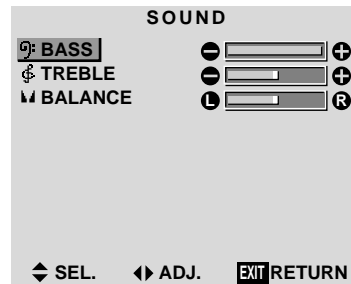 SOUND
BASS
TREBLE
BALANCE L R
SEL. ADJ. EXIT RETURN